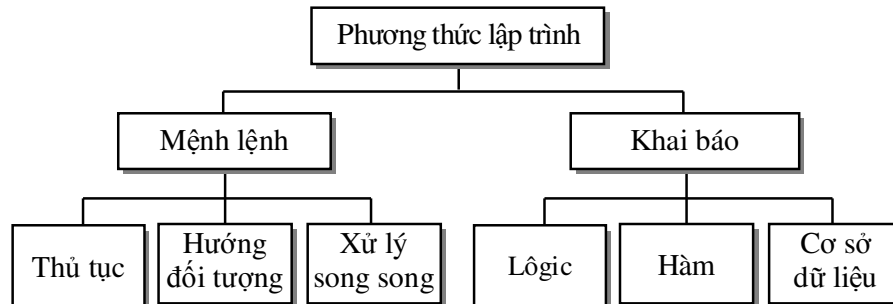 Phương thức lập trình
Mệnh lệnh
Khai báo
Thủ tục
Hướng
đối tượng
Xử lý
song song
Lôgic
Hàm
Cơ sở
dữ liệu